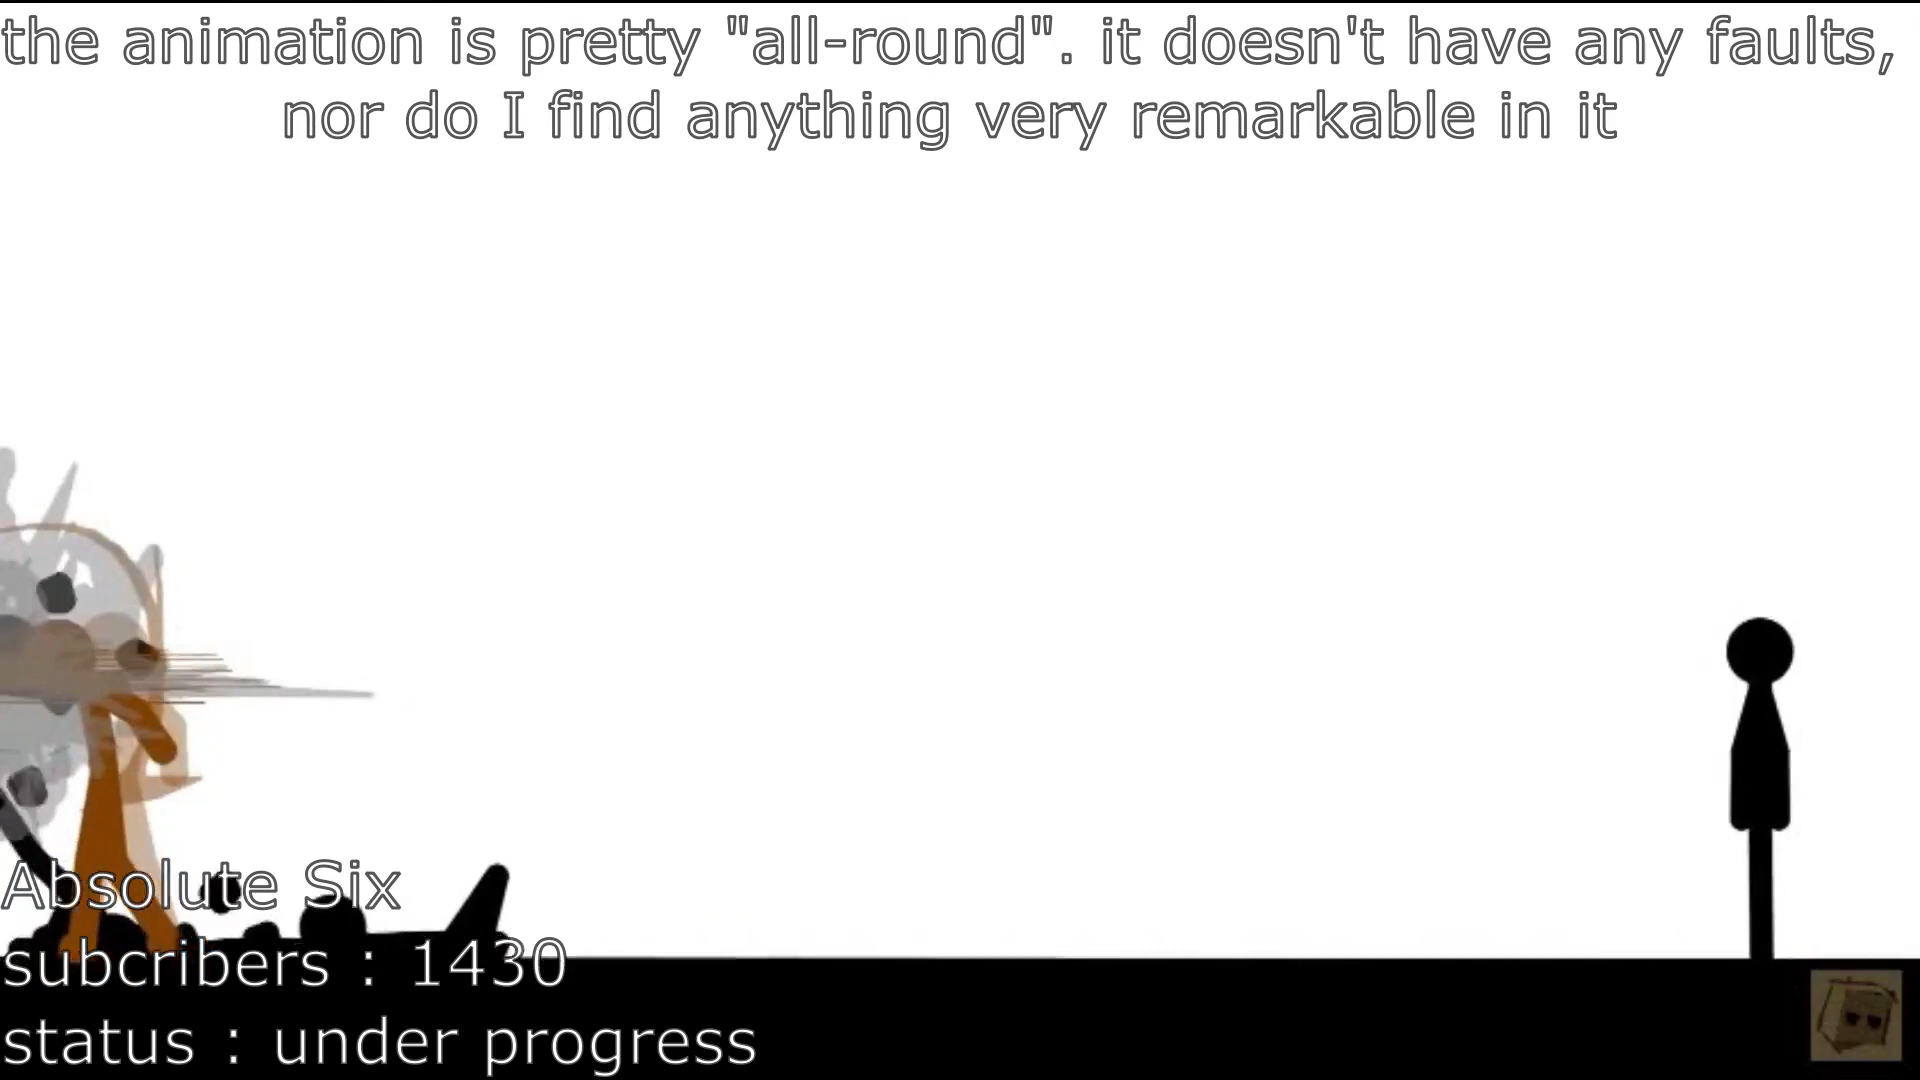 the animation is pretty "all-round". it doesn't have any faults,
nor do I find anything very remarkable in it
Absolute Six
subcribers : 1430
status : under progress